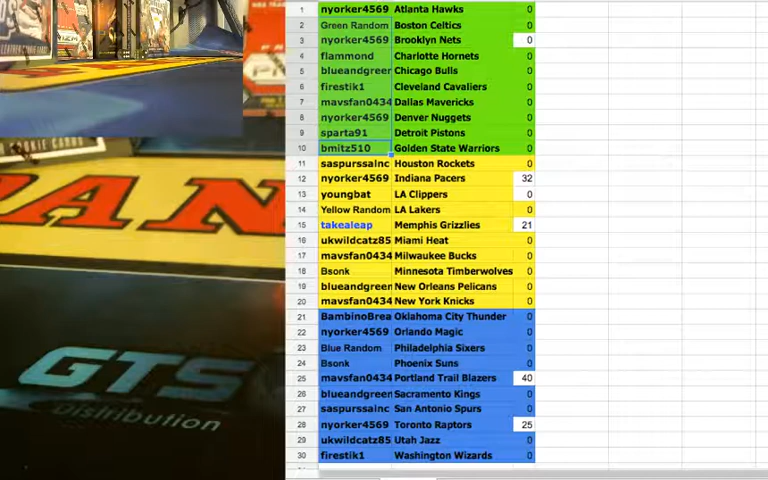 1 nyorker4569 Atlanta Hawks 0
2 Green Random Boston Celtics 0
3 nyorker4569 Brooklyn Nets 0
4 flammond Charlotte Hornets 0
5 blueandgreen Chicago Bulls 0
6 firestik1 Cleveland Cavaliers 0
7 mavsfan0434 Dallas Mavericks 0
8 nyorker4569 Denver Nuggets 0
9 sparta91 Detroit Pistons 0
10 bmitz510 Golden State Warriors 0
11 saspurssainc Houston Rockets 0
12 nyorker4569 Indiana Pacers 32
13 youngbat LA Clippers 0
14 Yellow Random LA Lakers 0
15 takealeap Memphis Grizzlies 21
16 ukwildcatz85 Miami Heat 0
17 mavsfan0434 Milwaukee Bucks 0
18 Bsonk Minnesota Timberwolves 0
19 blueandgreen New Orleans Pelicans 0
20 mavsfan0434 New York Knicks 0
21 BambinoBrea Oklahoma City Thunder 0
22 nyorker4569 Orlando Magic 0
23 Blue Random Philadelphia Sixers 0
24 Bsonk Phoenix Suns 0
25 mavsfan0434 Portland Trail Blazers 40
26 blueandgreen Sacramento Kings 0
27 saspurssainc San Antonio Spurs 0
28 nyorker4569 Toronto Raptors 25
29 ukwildcatz85 Utah Jazz 0
30 firestik1 Washington Wizards 0
GTS
Distribution